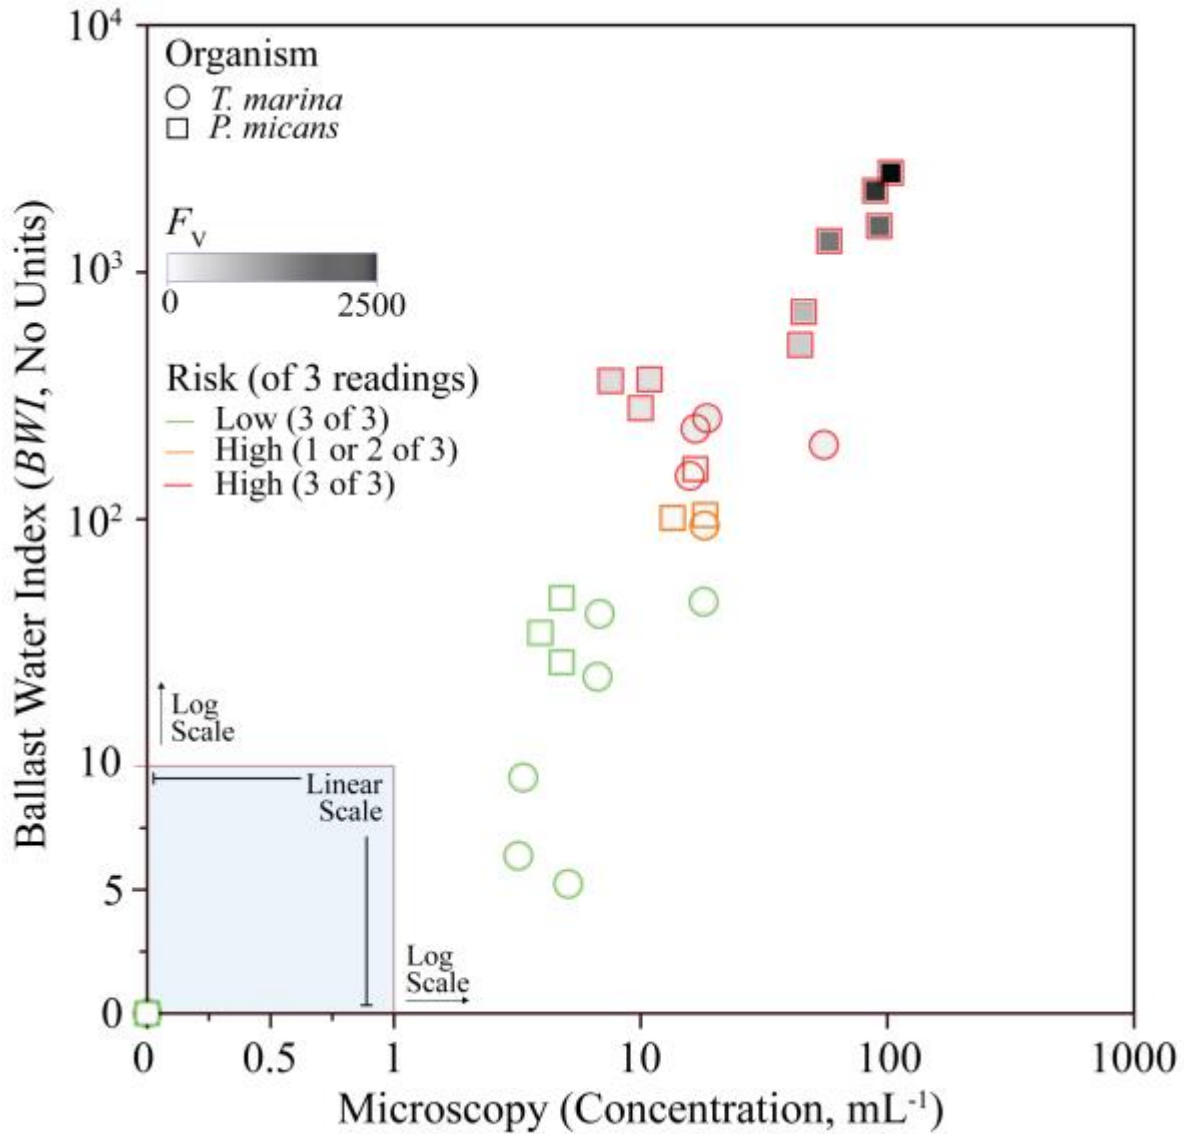 10⁴
Organism
T. marina
P. micans
F_V
10³
0 2500
Risk (of 3 readings)
Low (3 of 3)
High (1 or 2 of 3)
High (3 of 3)
10²
Log
Scale
10
Linear
Scale
5
Log
Scale
0
0 0.5 1 10 100 1000
Microscopy (Concentration, mL⁻¹)
Ballast Water Index (BWI, No Units)